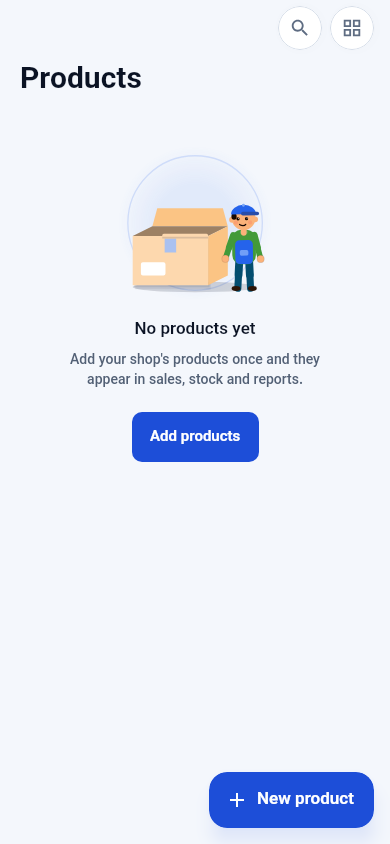 Products
No products yet
Add your shop's products once and they
appear in sales, stock and reports.
Add products
New product